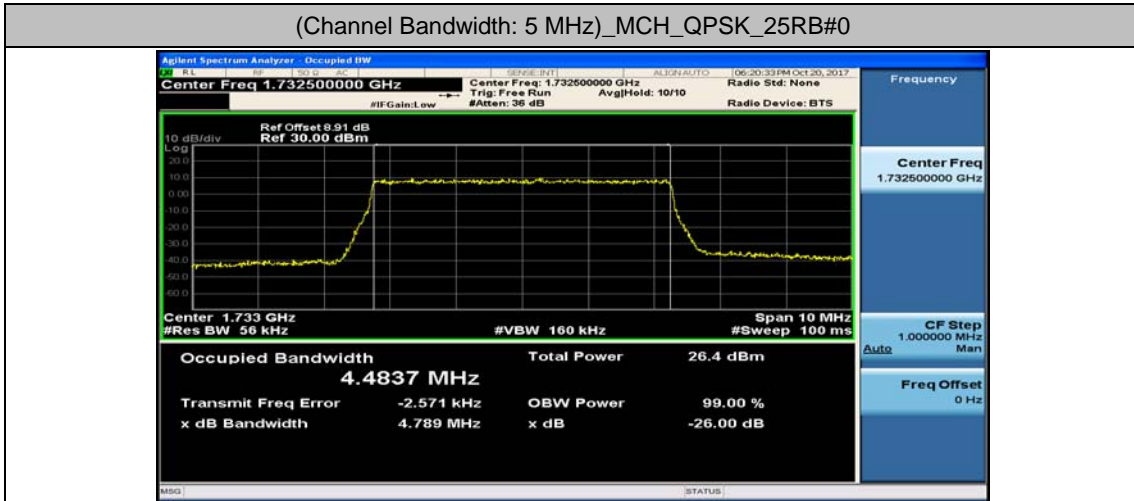 (Channel Bandwidth: 5 MHz)_MCH_QPSK_25RB#0
Agilent Spectrum Analyzer - Occupied BW
RL RF 50 Ω AC SENSE:INT ALIGN AUTO 06:20:33 PM Oct 20, 2017
Center Freq 1.732500000 GHz Center Freq: 1.732500000 GHz Radio Std: None
Trig: Free Run Avg|Hold: 10/10
#IFGain:Low #Atten: 36 dB Radio Device: BTS
Frequency
Ref Offset 8.91 dB
10 dB/div Ref 30.00 dBm
Log
20.0
10.0
0.00
-10.0
-20.0
-30.0
-40.0
-50.0
-60.0
Center Freq
1.732500000 GHz
Center 1.733 GHz Span 10 MHz
#Res BW 56 kHz #VBW 160 kHz #Sweep 100 ms
CF Step
1.000000 MHz
Auto Man
Occupied Bandwidth Total Power 26.4 dBm
4.4837 MHz
Transmit Freq Error -2.571 kHz OBW Power 99.00 %
x dB Bandwidth 4.789 MHz x dB -26.00 dB
Freq Offset
0 Hz
MSG STATUS